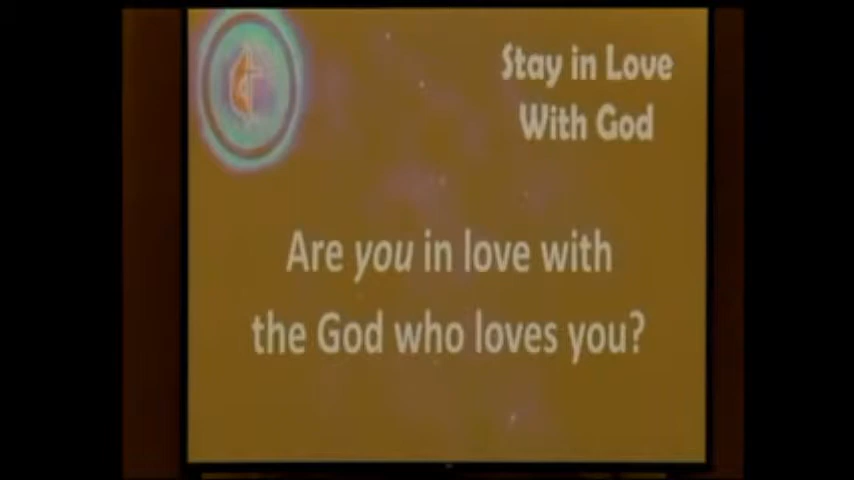 Stay in Love
With God
Are you in love with
the God who loves you?